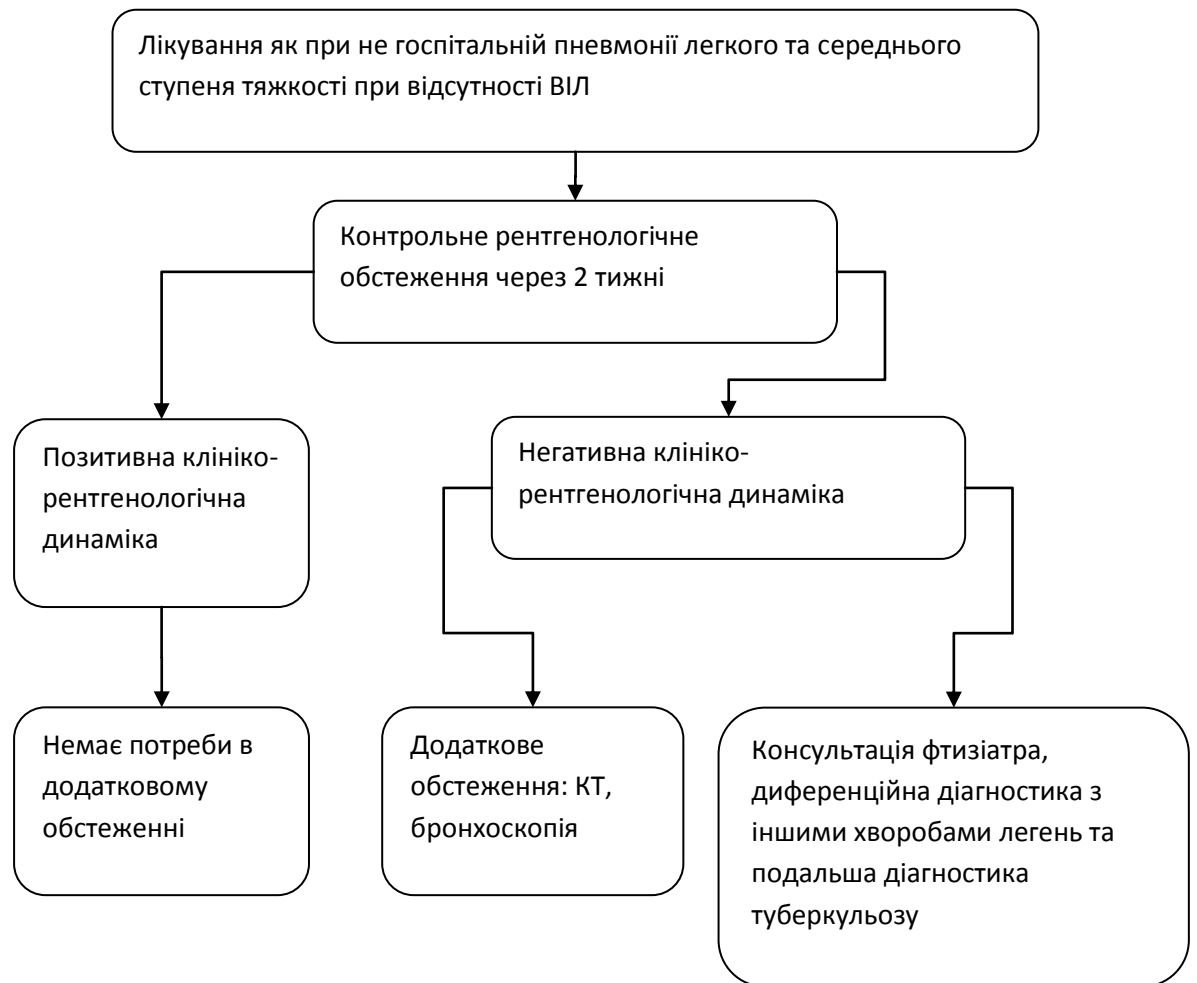 Лікування як при не госпітальній пневмонії легкого та середнього
ступеня тяжкості при відсутності ВІЛ
Контрольне рентгенологічне
обстеження через 2 тижні
Позитивна клініко-
рентгенологічна
динаміка
Негативна клініко-
рентгенологічна динаміка
Немає потреби в
додатковому
обстеженні
Додаткове
обстеження: КТ,
бронхоскопія
Консультація фтизіатра,
диференційна діагностика з
іншими хворобами легень та
подальша діагностика
туберкульозу